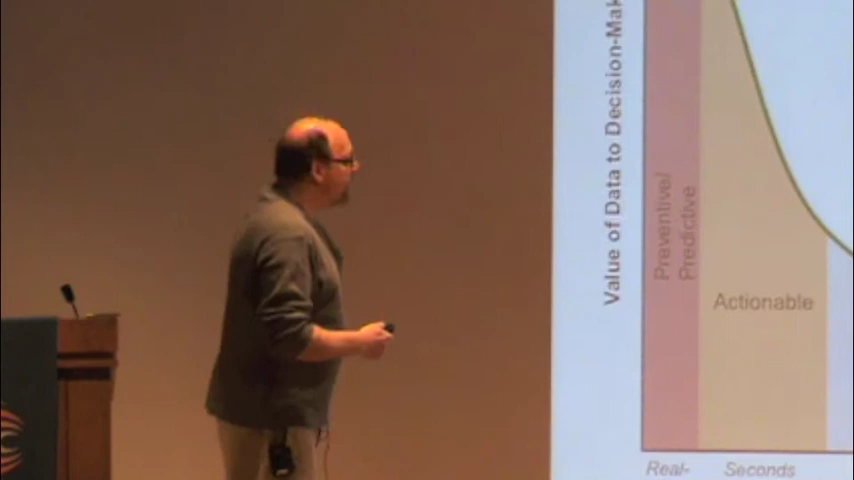 Value of Data to Decision-Mak
Preventive/
Predictive
Actionable
Real-
Seconds